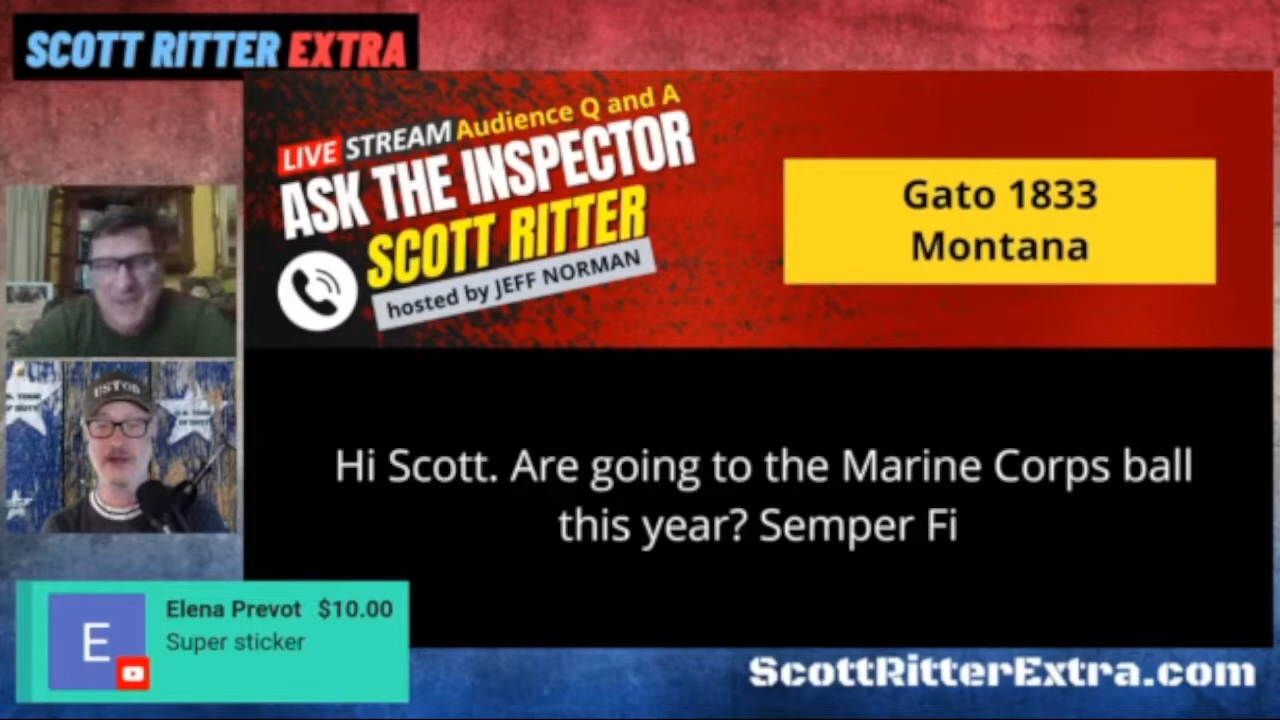 SCOTT RITTER EXTRA
LIVE STREAM Audience Q and A
ASK THE INSPECTOR
SCOTT RITTER
hosted by JEFF NORMAN
Gato 1833
Montana
USTOD
Hi Scott. Are going to the Marine Corps ball
this year? Semper Fi
E
Elena Prevot $10.00
Super sticker
ScottRitterExtra.com